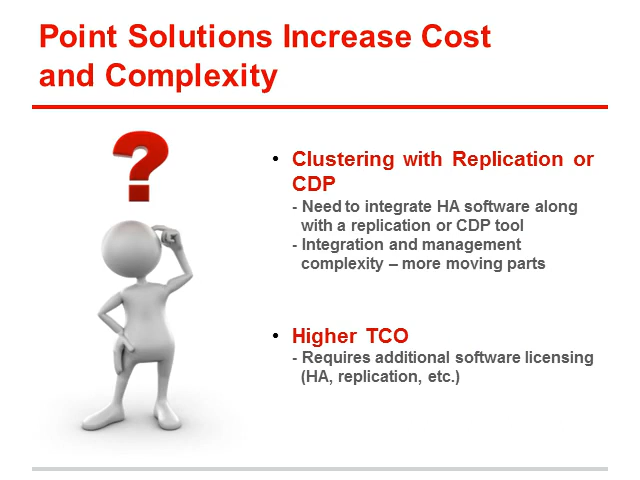 Point Solutions Increase Cost
and Complexity
?
• Clustering with Replication or
CDP
- Need to integrate HA software along
with a replication or CDP tool
- Integration and management
complexity – more moving parts
• Higher TCO
- Requires additional software licensing
(HA, replication, etc.)